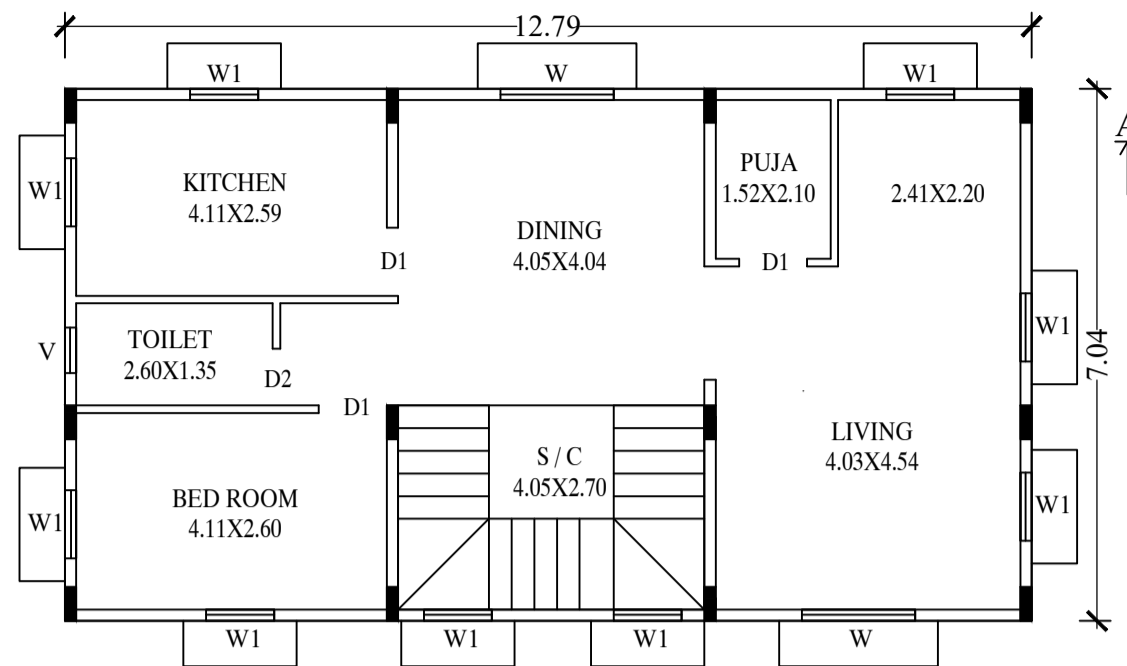 12.79
W1
W
W1
A
W1
KITCHEN
4.11X2.59
PUJA
1.52X2.10
2.41X2.20
DINING
4.05X4.04
D1
D1
V
TOILET
2.60X1.35
D2
W1
7.04
D1
LIVING
4.03X4.54
S / C
4.05X2.70
BED ROOM
4.11X2.60
W1
W1
W1
W1
W1
W